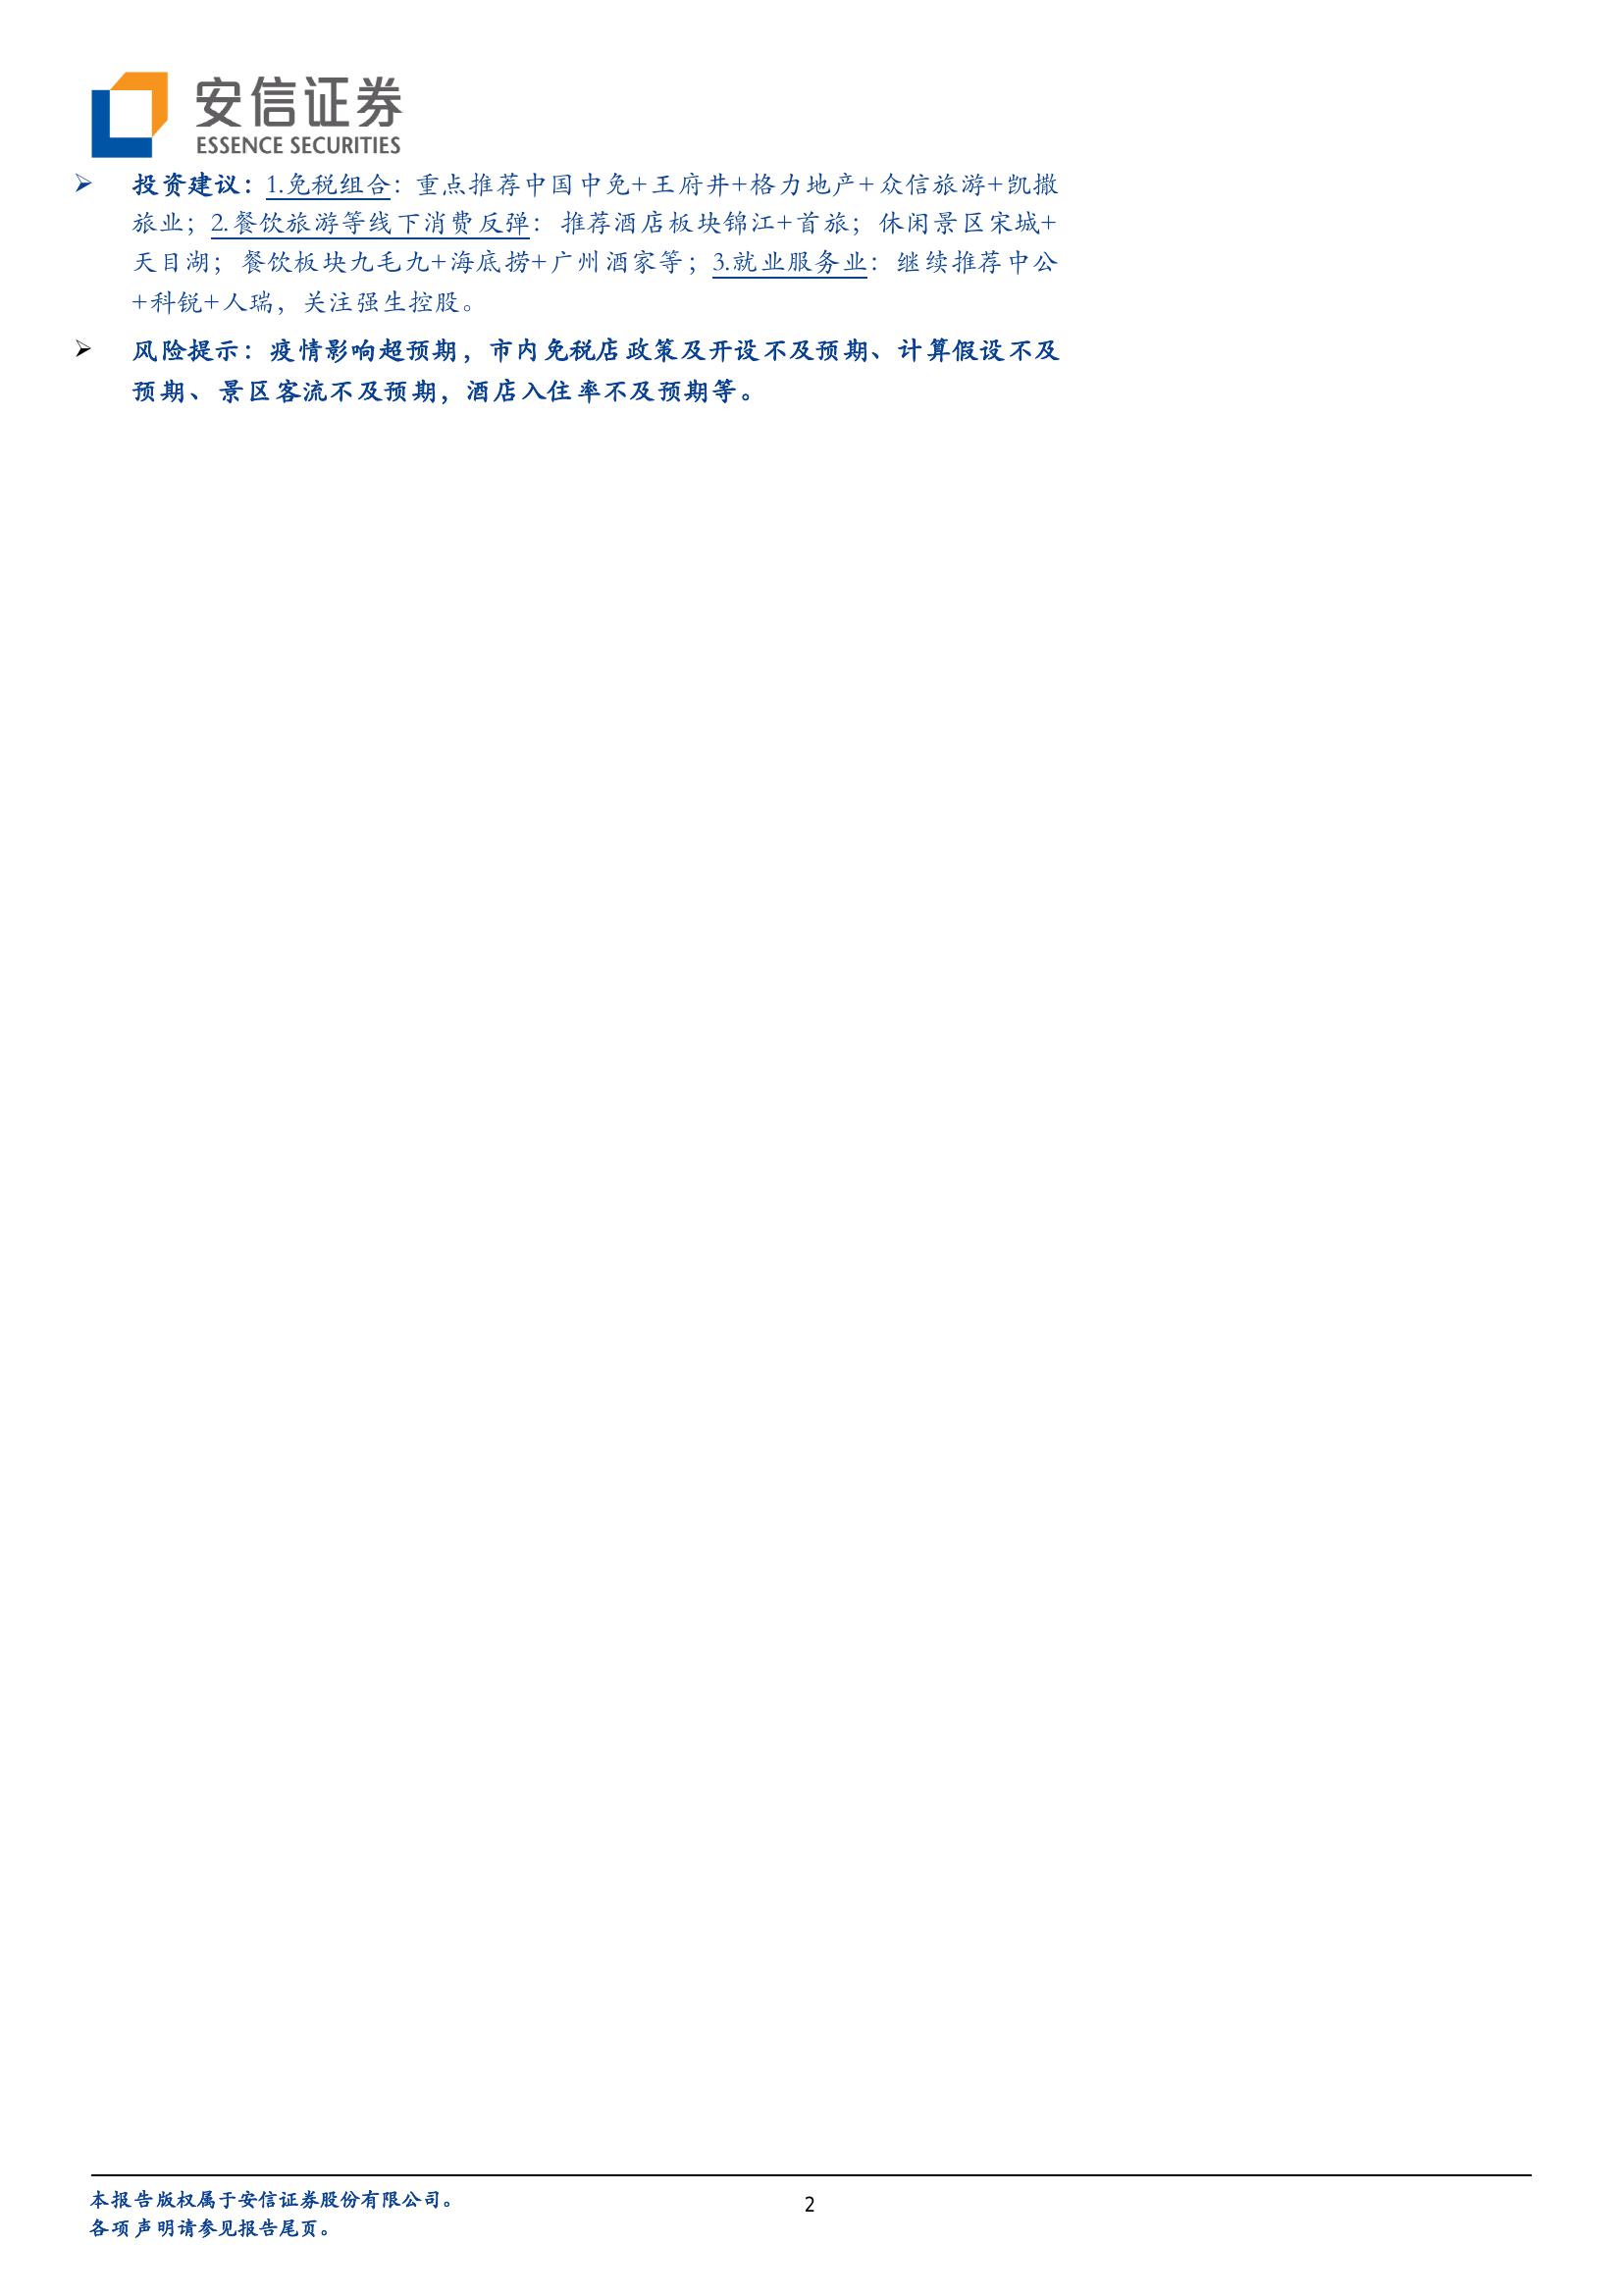 安信证券
ESSENCE SECURITIES
➢ 投资建议：1.免税组合：重点推荐中国中免+王府井+格力地产+众信旅游+凯撒
旅业；2.餐饮旅游等线下消费反弹：推荐酒店板块锦江+首旅；休闲景区宋城+
天目湖；餐饮板块九毛九+海底捞+广州酒家等；3.就业服务业：继续推荐中公
+科锐+人瑞，关注强生控股。
➢ 风险提示：疫情影响超预期，市内免税店政策及开设不及预期、计算假设不及
预期、景区客流不及预期，酒店入住率不及预期等。
本报告版权属于安信证券股份有限公司。
2
各项声明请参见报告尾页。